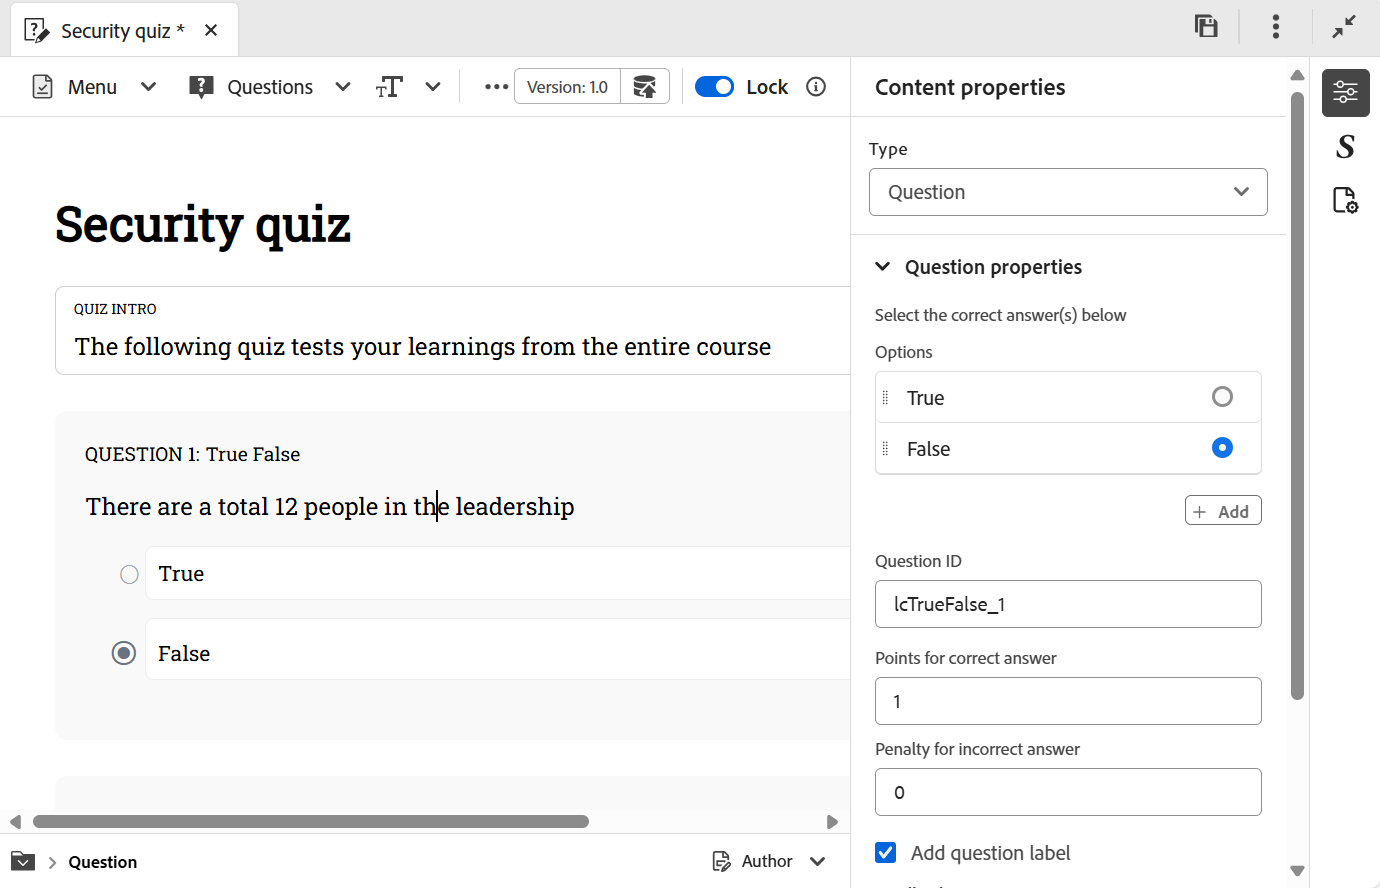 Security quiz *
Menu
Questions
Version: 1.0
Lock
Security quiz
QUIZ INTRO
The following quiz tests your learnings from the entire course
QUESTION 1: True False
There are a total 12 people in the leadership
True
False
Question
Author
Content properties
Type
Question
Question properties
Select the correct answer(s) below
Options
True
False
+ Add
Question ID
lcTrueFalse_1
Points for correct answer
1
Penalty for incorrect answer
0
Add question label
S